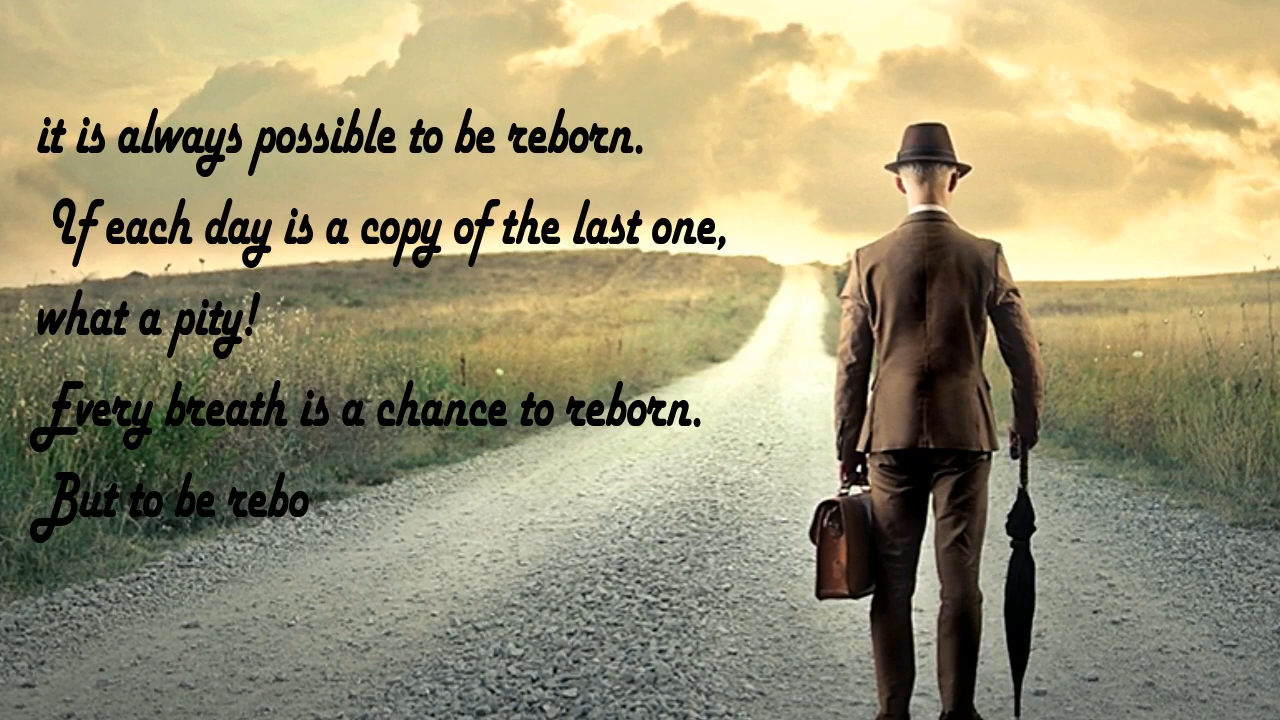 it is always possible to be reborn.
If each day is a copy of the last one,
what a pity!
Every breath is a chance to reborn.
But to be rebo